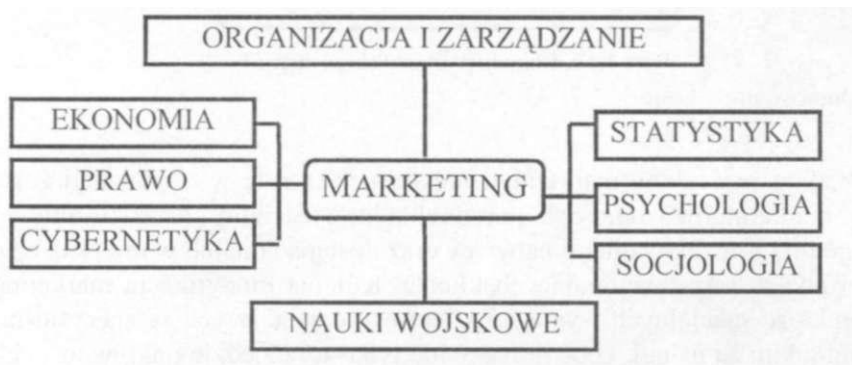 ORGANIZACJA I ZARZĄDZANIE
EKONOMIA
PRAWO
CYBERNETYKA
MARKETING
STATYSTYKA
PSYCHOLOGIA
SOCJOLOGIA
NAUKI WOJSKOWE